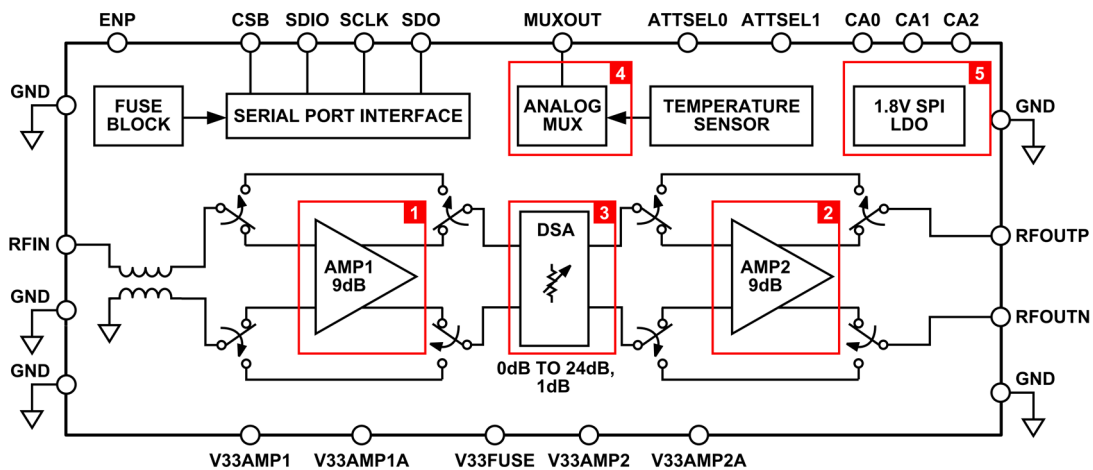 ENP
CSB
SDIO
SCLK
SDO
MUXOUT
ATTSEL0
ATTSEL1
CA0
CA1
CA2
4
5
GND
FUSE
BLOCK
SERIAL PORT INTERFACE
ANALOG
MUX
TEMPERATURE
SENSOR
1.8V SPI
LDO
GND
1
3
2
RFIN
AMP1
9dB
DSA
AMP2
9dB
RFOUTP
GND
RFOUTN
GND
0dB TO 24dB,
1dB
GND
V33AMP1
V33AMP1A
V33FUSE
V33AMP2
V33AMP2A